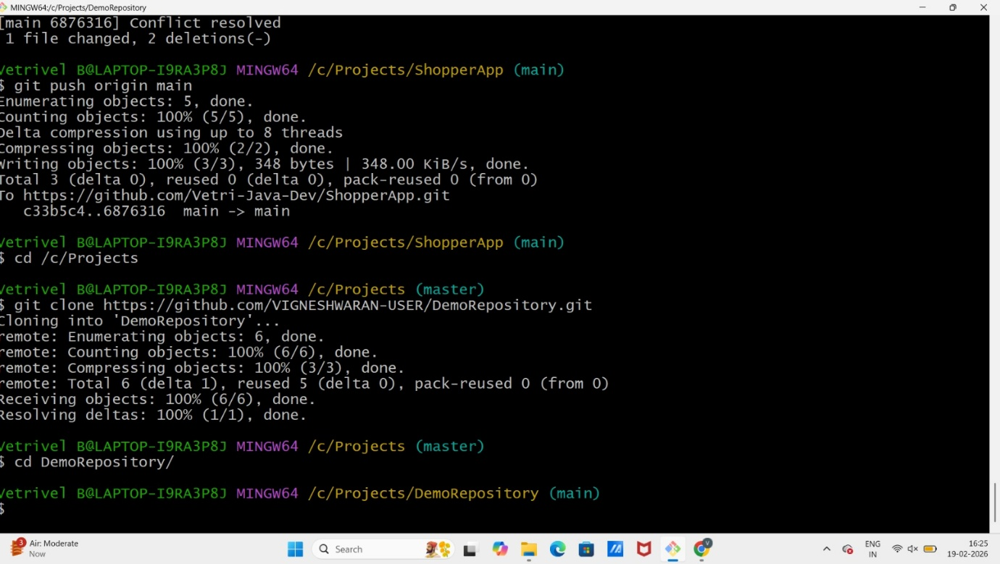 MINGW64:/c/Projects/DemoRepository
[main 6876316] Conflict resolved
1 file changed, 2 deletions(-)
Vetrivel B@LAPTOP-I9RA3P8J MINGW64 /c/Projects/ShopperApp (main)
$ git push origin main
Enumerating objects: 5, done.
Counting objects: 100% (5/5), done.
Delta compression using up to 8 threads
Compressing objects: 100% (2/2), done.
Writing objects: 100% (3/3), 348 bytes | 348.00 KiB/s, done.
Total 3 (delta 0), reused 0 (delta 0), pack-reused 0 (from 0)
To https://github.com/Vetri-Java-Dev/ShopperApp.git
c33b5c4..6876316  main -> main
Vetrivel B@LAPTOP-I9RA3P8J MINGW64 /c/Projects/ShopperApp (main)
$ cd /c/Projects
Vetrivel B@LAPTOP-I9RA3P8J MINGW64 /c/Projects (master)
$ git clone https://github.com/VIGNESHWARAN-USER/DemoRepository.git
Cloning into 'DemoRepository'...
remote: Enumerating objects: 6, done.
remote: Counting objects: 100% (6/6), done.
remote: Compressing objects: 100% (3/3), done.
remote: Total 6 (delta 1), reused 5 (delta 0), pack-reused 0 (from 0)
Receiving objects: 100% (6/6), done.
Resolving deltas: 100% (1/1), done.
Vetrivel B@LAPTOP-I9RA3P8J MINGW64 /c/Projects (master)
$ cd DemoRepository/
Vetrivel B@LAPTOP-I9RA3P8J MINGW64 /c/Projects/DemoRepository (main)
$
3
Air: Moderate
Now
Search
V
ENG
IN
16:25
19-02-2026